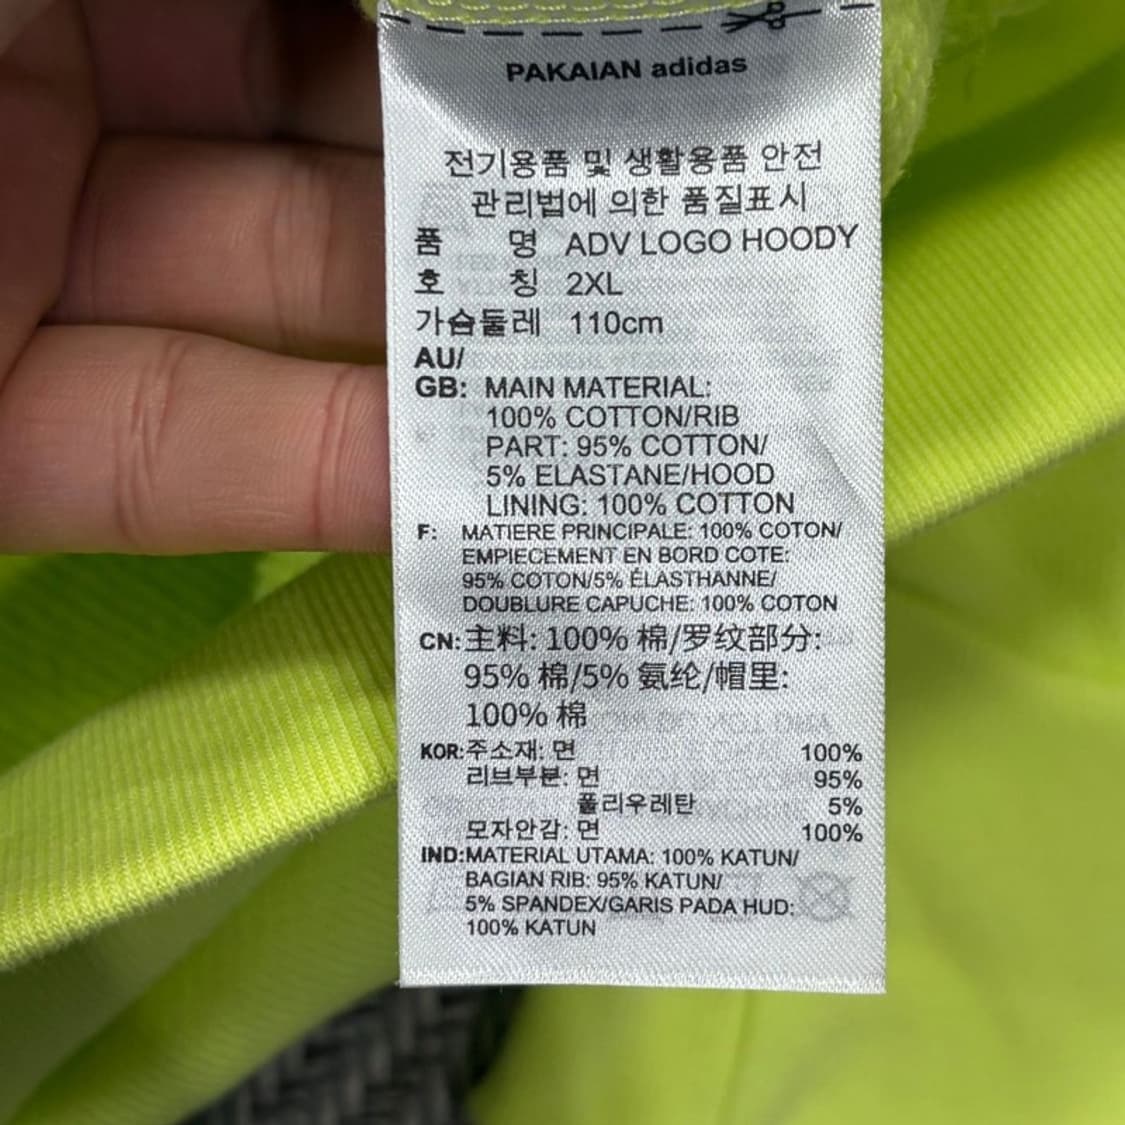 PAKAIAN adidas
전기용품 및 생활용품 안전
관리법에 의한 품질표시
품 명 ADV LOGO HOODY
호 칭 2XL
가슴둘레 110cm
AU/
GB: MAIN MATERIAL:
100% COTTON/RIB
PART: 95% COTTON/
5% ELASTANE/HOOD
LINING: 100% COTTON
F: MATIERE PRINCIPALE: 100% COTON/
EMPIECEMENT EN BORD COTE:
95% COTON/5% ÉLASTHANNE/
DOUBLURE CAPUCHE: 100% COTON
CN: 主料: 100% 棉/罗纹部分:
95% 棉/5% 氨纶/帽里:
100% 棉
KOR: 주소재: 면 100%
리브부분: 면 95%
폴리우레탄 5%
모자안감: 면 100%
IND: MATERIAL UTAMA: 100% KATUN/
BAGIAN RIB: 95% KATUN/
5% SPANDEX/GARIS PADA HUD:
100% KATUN